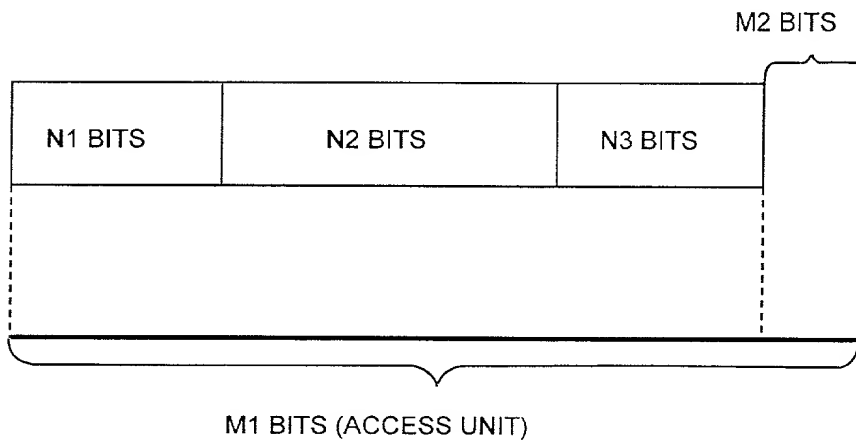 M2 BITS
N1 BITS
N2 BITS
N3 BITS
M1 BITS (ACCESS UNIT)